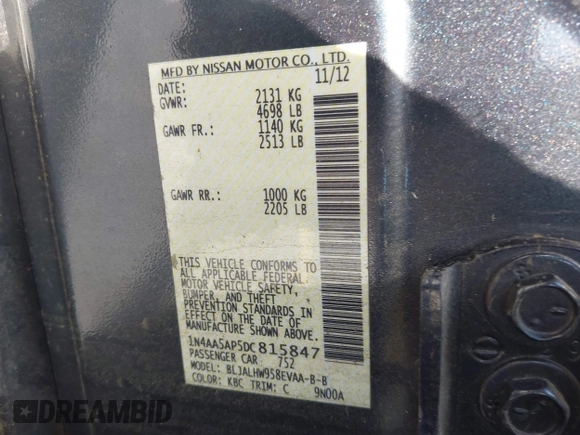 MFD BY NISSAN MOTOR CO., LTD.
DATE: 11/12
GVWR: 2131 KG
4698 LB
GAWR FR.: 1140 KG
2513 LB
GAWR RR.: 1000 KG
2205 LB
THIS VEHICLE CONFORMS TO
ALL APPLICABLE FEDERAL
MOTOR VEHICLE SAFETY,
BUMPER, AND THEFT
PREVENTION STANDARDS IN
EFFECT ON THE DATE OF
MANUFACTURE SHOWN ABOVE.
1N4AA5AP5DC815847
PASSENGER CAR 752
MODEL: BLJALHW958EVAA-B-B
COLOR: KBC TRIM: C 9N00A
DREAMBID